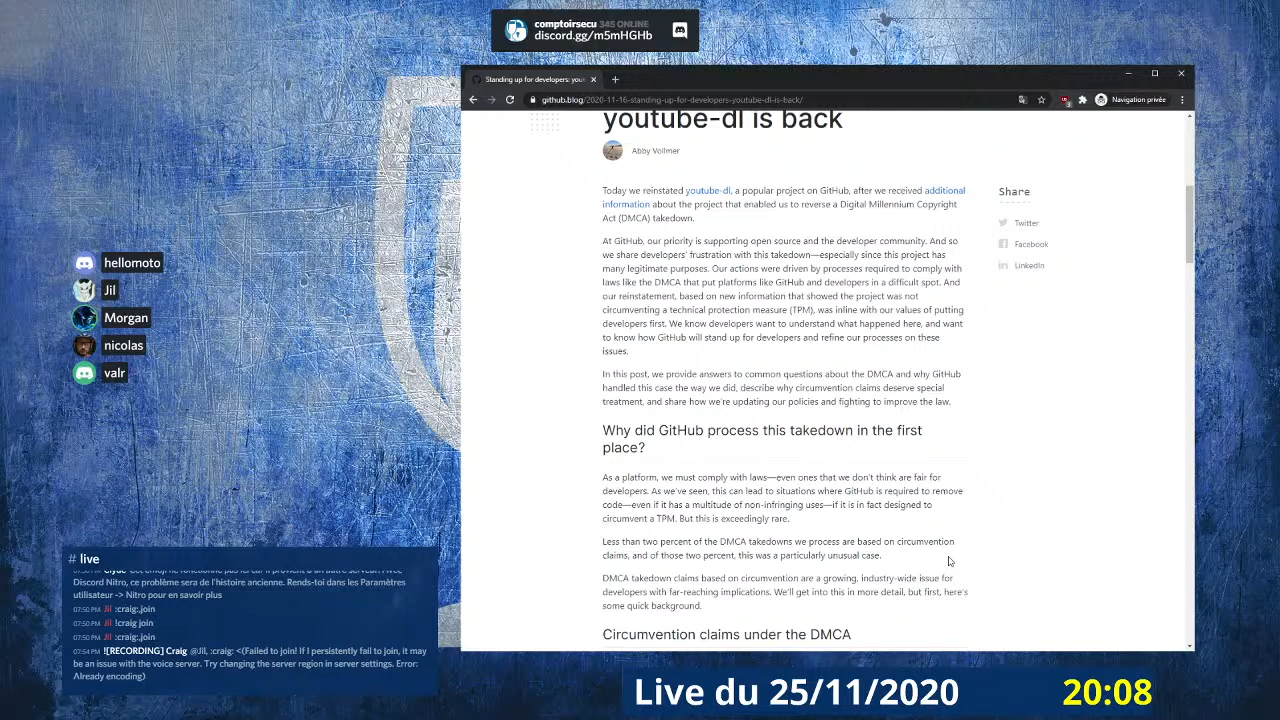 comptoirsecu 345 ONLINE
discord.gg/m5mHGHb
Standing up for developers: yout
github.blog/2020-11-16-standing-up-for-developers-youtube-dl-is-back/
Navigation privée
youtube-dl is back
Abby Vollmer
Today we reinstated youtube-dl, a popular project on GitHub, after we received additional
information about the project that enabled us to reverse a Digital Millennium Copyright
Act (DMCA) takedown.
At GitHub, our priority is supporting open source and the developer community. And so
we share developers' frustration with this takedown—especially since this project has
many legitimate purposes. Our actions were driven by processes required to comply with
laws like the DMCA that put platforms like GitHub and developers in a difficult spot. And
our reinstatement, based on new information that showed the project was not
circumventing a technical protection measure (TPM), was inline with our values of putting
developers first. We know developers want to understand what happened here, and want
to know how GitHub will stand up for developers and refine our processes on these
issues.
In this post, we provide answers to common questions about the DMCA and why GitHub
handled this case the way we did, describe why circumvention claims deserve special
treatment, and share how we're updating our policies and fighting to improve the law.
Why did GitHub process this takedown in the first
place?
As a platform, we must comply with laws—even ones that we don't think are fair for
developers. As we've seen, this can lead to situations where GitHub is required to remove
code—even if it has a multitude of non-infringing uses—if it is in fact designed to
circumvent a TPM. But this is exceedingly rare.
Less than two percent of the DMCA takedowns we process are based on circumvention
claims, and of those two percent, this was a particularly unusual case.
DMCA takedown claims based on circumvention are a growing, industry-wide issue for
developers with far-reaching implications. We'll get into this in more detail, but first, here's
some quick background.
Circumvention claims under the DMCA
Share
Twitter
Facebook
LinkedIn
hellomoto
Jil
Morgan
nicolas
valr
# live
Discord Nitro, ce problème sera de l'histoire ancienne. Rends-toi dans les Paramètres
utilisateur -> Nitro pour en savoir plus
07:50 PM Jil :craig:,join
07:50 PM Jil !craig join
07:50 PM Jil :craig:,join
07:54 PM ![RECORDING] Craig @Jil, :craig: <(Failed to join! If I persistently fail to join, it may
be an issue with the voice server. Try changing the server region in server settings. Error:
Already encoding)
Live du 25/11/2020
20:08